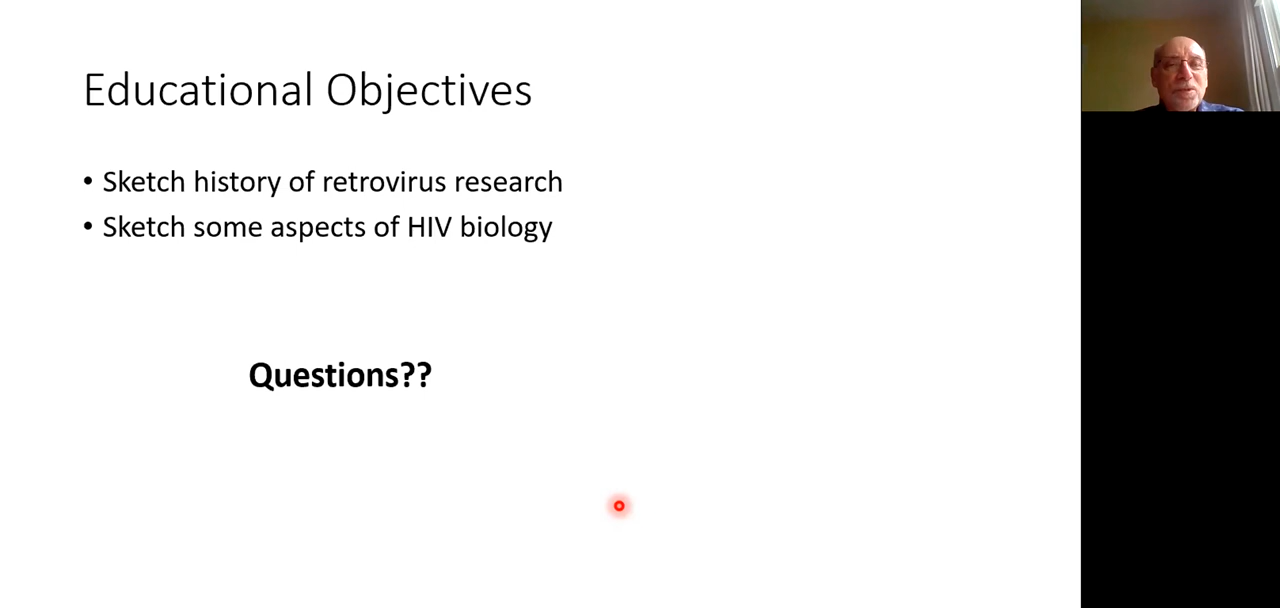 Educational Objectives
• Sketch history of retrovirus research
• Sketch some aspects of HIV biology
Questions??